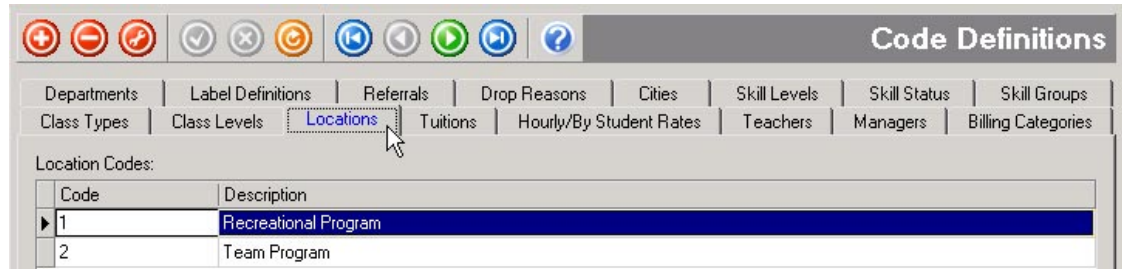 Code Definitions
Departments Label Definitions Referrals Drop Reasons Cities Skill Levels Skill Status Skill Groups
Class Types Class Levels Locations Tuitions Hourly/By Student Rates Teachers Managers Billing Categories
Location Codes:
Code Description
1 Recreational Program
2 Team Program